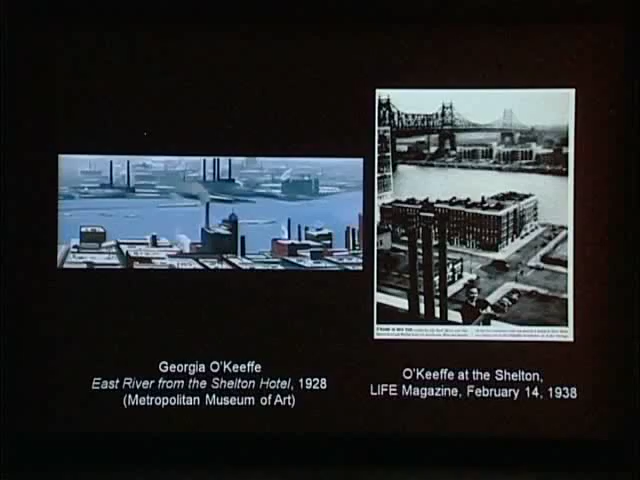 Georgia O'Keeffe
East River from the Shelton Hotel, 1928
(Metropolitan Museum of Art)
O'Keeffe at the Shelton,
LIFE Magazine, February 14, 1938